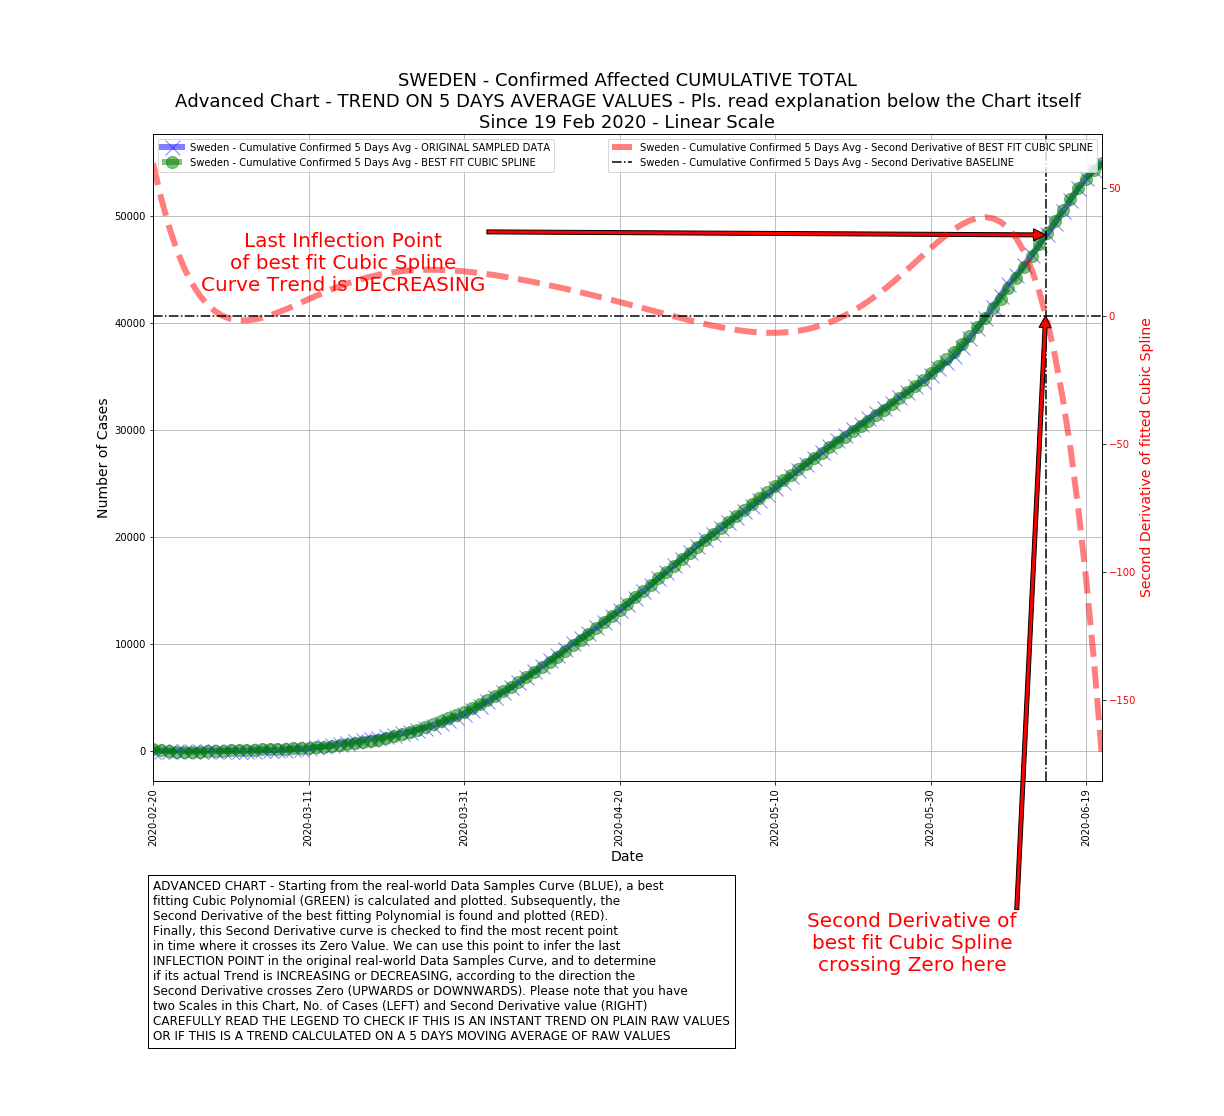 SWEDEN - Confirmed Affected CUMULATIVE TOTAL
Advanced Chart - TREND ON 5 DAYS AVERAGE VALUES - Pls. read explanation below the Chart itself
Since 19 Feb 2020 - Linear Scale
Sweden - Cumulative Confirmed 5 Days Avg - ORIGINAL SAMPLED DATA
Sweden - Cumulative Confirmed 5 Days Avg - BEST FIT CUBIC SPLINE
Sweden - Cumulative Confirmed 5 Days Avg - Second Derivative of BEST FIT CUBIC SPLINE
Sweden - Cumulative Confirmed 5 Days Avg - Second Derivative BASELINE
Last Inflection Point
of best fit Cubic Spline
Curve Trend is DECREASING
Number of Cases
50000
40000
30000
20000
10000
0
50
0
−50
−100
−150
Second Derivative of fitted Cubic Spline
2020-02-20
2020-03-11
2020-03-31
2020-04-20
2020-05-10
2020-05-30
2020-06-19
Date
Second Derivative of
best fit Cubic Spline
crossing Zero here
ADVANCED CHART - Starting from the real-world Data Samples Curve (BLUE), a best
fitting Cubic Polynomial (GREEN) is calculated and plotted. Subsequently, the
Second Derivative of the best fitting Polynomial is found and plotted (RED).
Finally, this Second Derivative curve is checked to find the most recent point
in time where it crosses its Zero Value. We can use this point to infer the last
INFLECTION POINT in the original real-world Data Samples Curve, and to determine
if its actual Trend is INCREASING or DECREASING, according to the direction the
Second Derivative crosses Zero (UPWARDS or DOWNWARDS). Please note that you have
two Scales in this Chart, No. of Cases (LEFT) and Second Derivative value (RIGHT)
CAREFULLY READ THE LEGEND TO CHECK IF THIS IS AN INSTANT TREND ON PLAIN RAW VALUES
OR IF THIS IS A TREND CALCULATED ON A 5 DAYS MOVING AVERAGE OF RAW VALUES